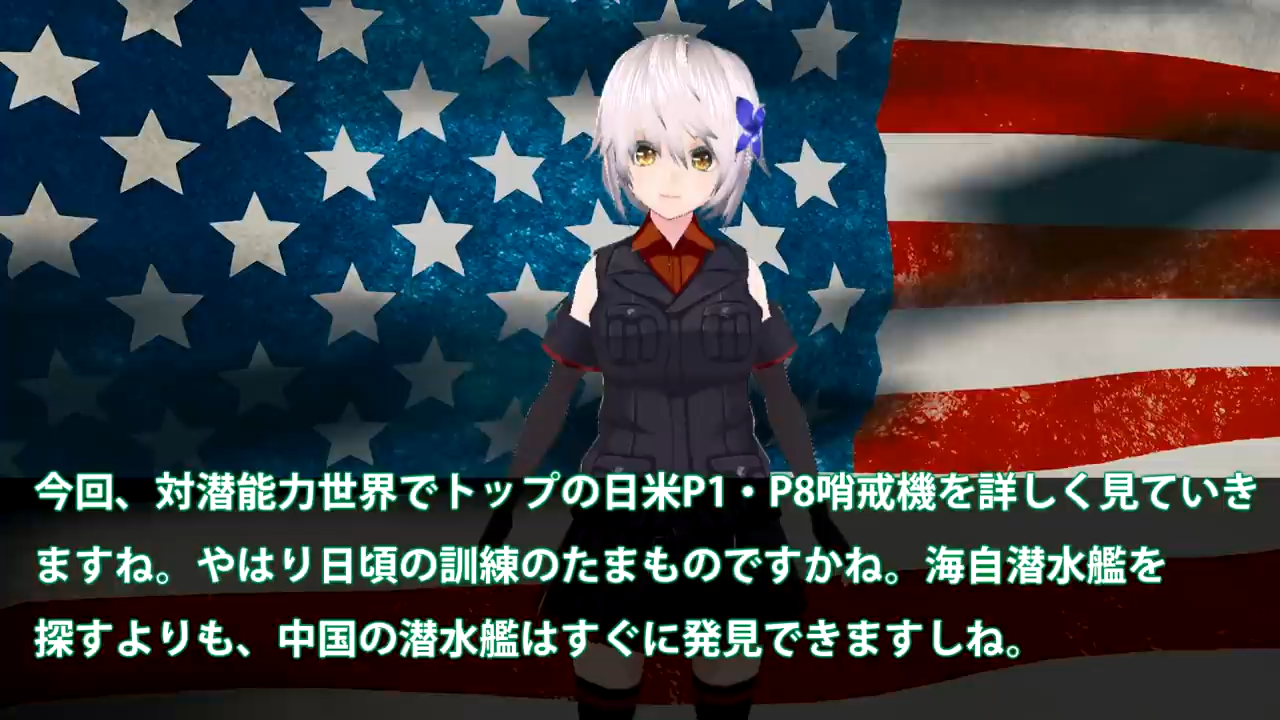 今回、対潜能力世界でトップの日米P1・P8哨戒機を詳しく見ていき
ますね。やはり日頃の訓練のたまものですかね。海自潜水艦を
探すよりも、中国の潜水艦はすぐに発見できますしね。